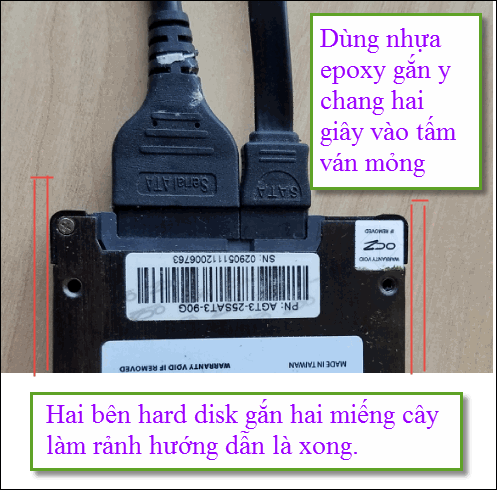 Dùng nhựa
epoxy gắn y
chang hai
giây vào tấm
ván mỏng
Serial ATA
SATA
WARRANTY VOID
IF REMOVED
OCZ
SN: 029051112006763
PN: AGT3-25SAT3-90G
WARRANTY VOID IF REMOVED
MADE IN TAIWAN
Hai bên hard disk gắn hai miếng cây
làm rảnh hướng dẫn là xong.